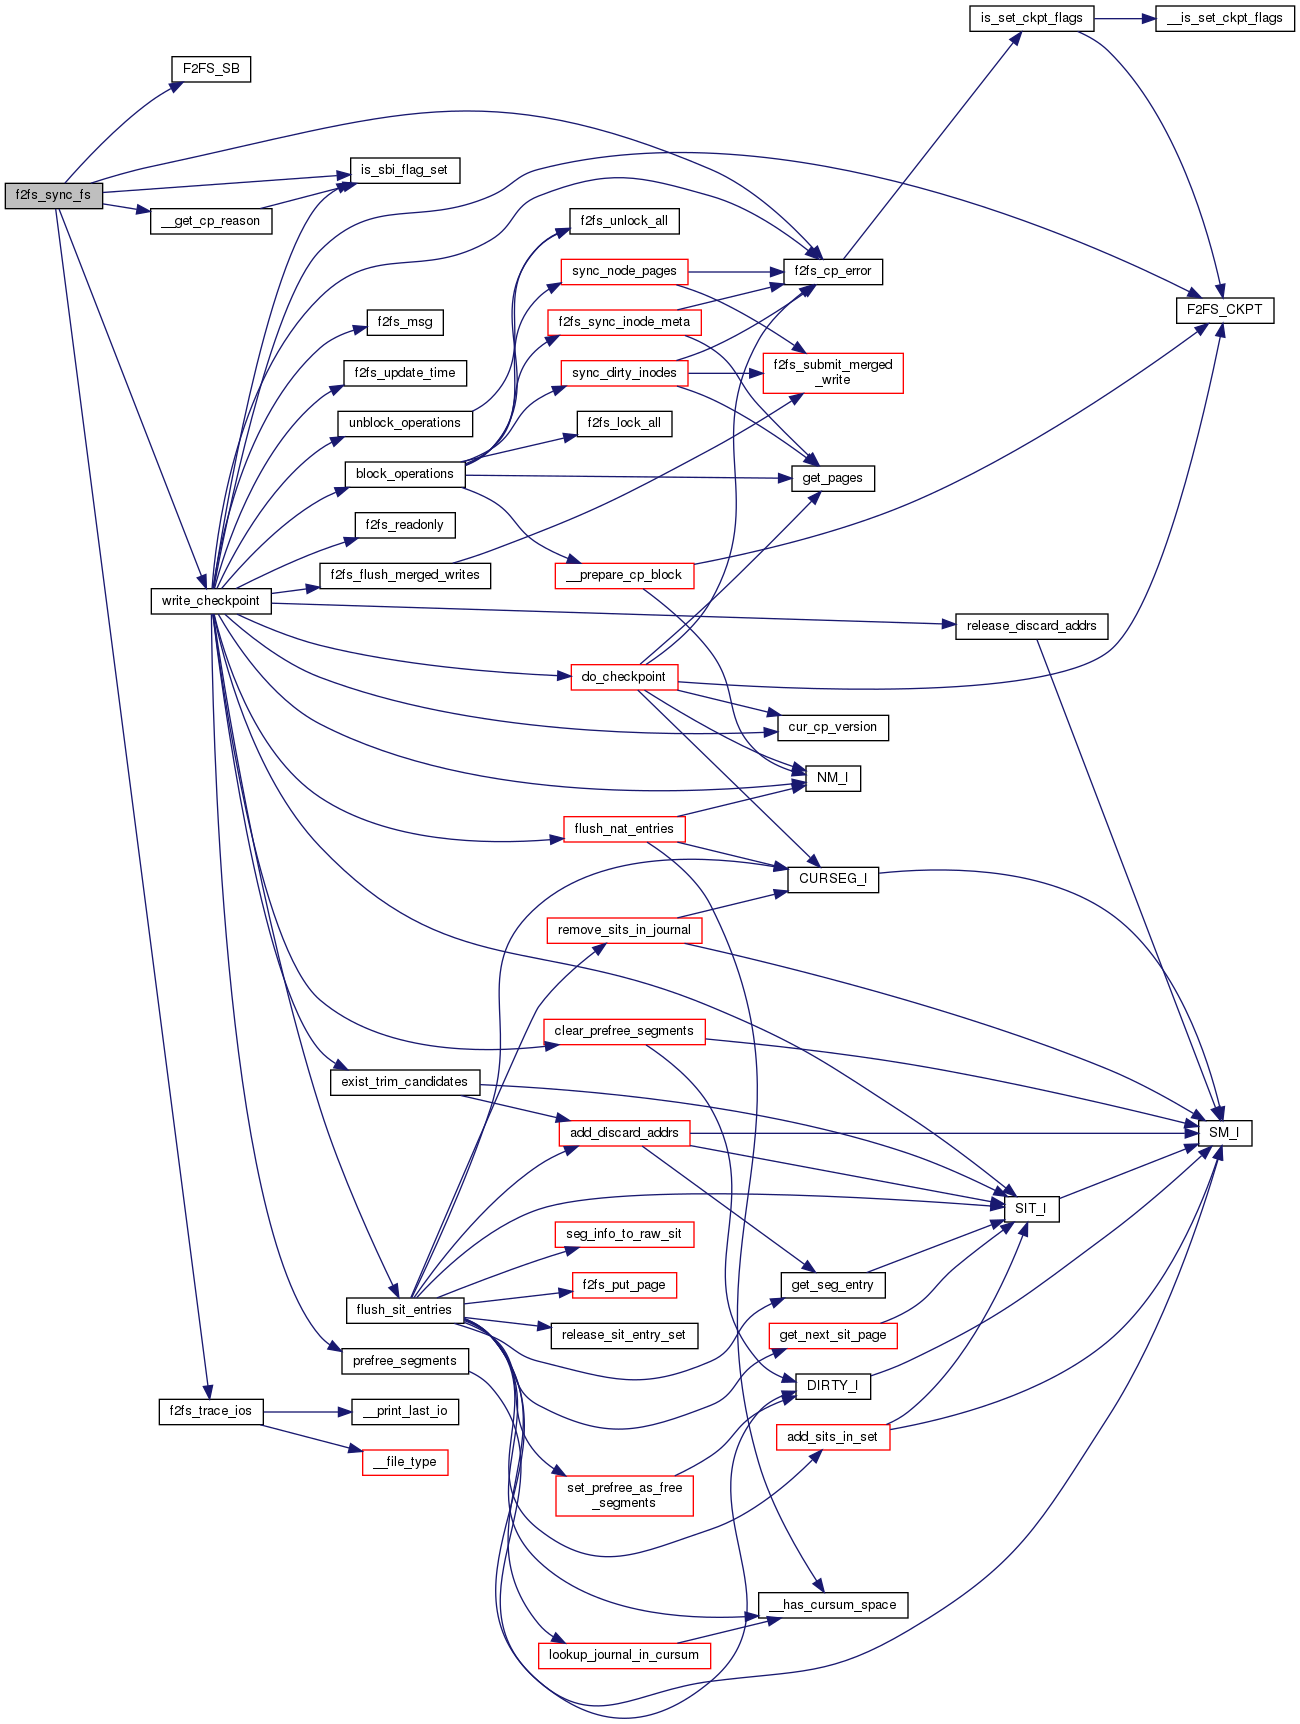 is_set_ckpt_flags
__is_set_ckpt_flags
F2FS_SB
is_sbi_flag_set
f2fs_sync_fs
__get_cp_reason
f2fs_unlock_all
sync_node_pages
f2fs_cp_error
F2FS_CKPT
f2fs_msg
f2fs_sync_inode_meta
f2fs_update_time
sync_dirty_inodes
f2fs_submit_merged
_write
unblock_operations
f2fs_lock_all
block_operations
get_pages
f2fs_readonly
f2fs_flush_merged_writes
__prepare_cp_block
write_checkpoint
release_discard_addrs
do_checkpoint
cur_cp_version
NM_I
flush_nat_entries
CURSEG_I
remove_sits_in_journal
clear_prefree_segments
exist_trim_candidates
add_discard_addrs
SM_I
SIT_I
seg_info_to_raw_sit
f2fs_put_page
get_seg_entry
flush_sit_entries
release_sit_entry_set
get_next_sit_page
prefree_segments
DIRTY_I
f2fs_trace_ios
__print_last_io
add_sits_in_set
__file_type
set_prefree_as_free
_segments
__has_cursum_space
lookup_journal_in_cursum